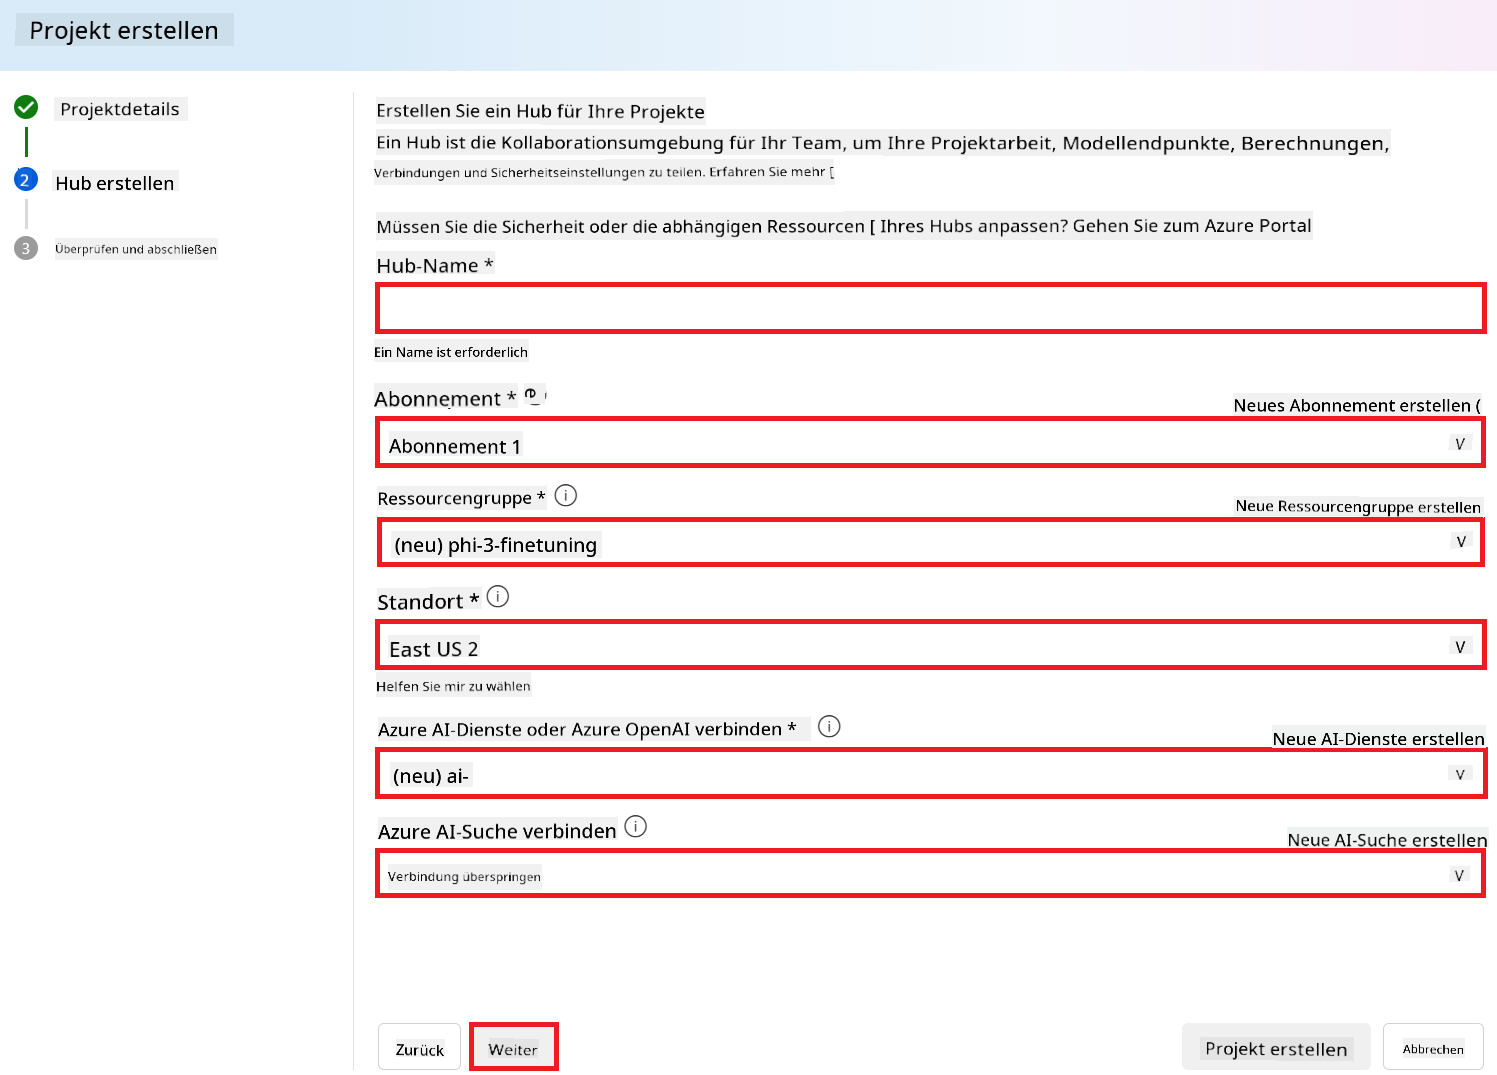 Projekt erstellen
Projektdetails
2 Hub erstellen
3 Überprüfen und abschließen
Erstellen Sie ein Hub für Ihre Projekte
Ein Hub ist die Kollaborationsumgebung für Ihr Team, um Ihre Projektarbeit, Modellendpunkte, Berechnungen,
Verbindungen und Sicherheitseinstellungen zu teilen. Erfahren Sie mehr [
Müssen Sie die Sicherheit oder die abhängigen Ressourcen [ Ihres Hubs anpassen? Gehen Sie zum Azure Portal
Hub-Name *
Ein Name ist erforderlich
Abonnement *
Neues Abonnement erstellen (
Abonnement 1 V
Ressourcengruppe * i
Neue Ressourcengruppe erstellen
(neu) phi-3-finetuning V
Standort * i
East US 2 V
Helfen Sie mir zu wählen
Azure AI-Dienste oder Azure OpenAI verbinden * i
Neue AI-Dienste erstellen
(neu) ai- V
Azure AI-Suche verbinden i
Neue AI-Suche erstellen
Verbindung überspringen V
Zurück Weiter Projekt erstellen Abbrechen